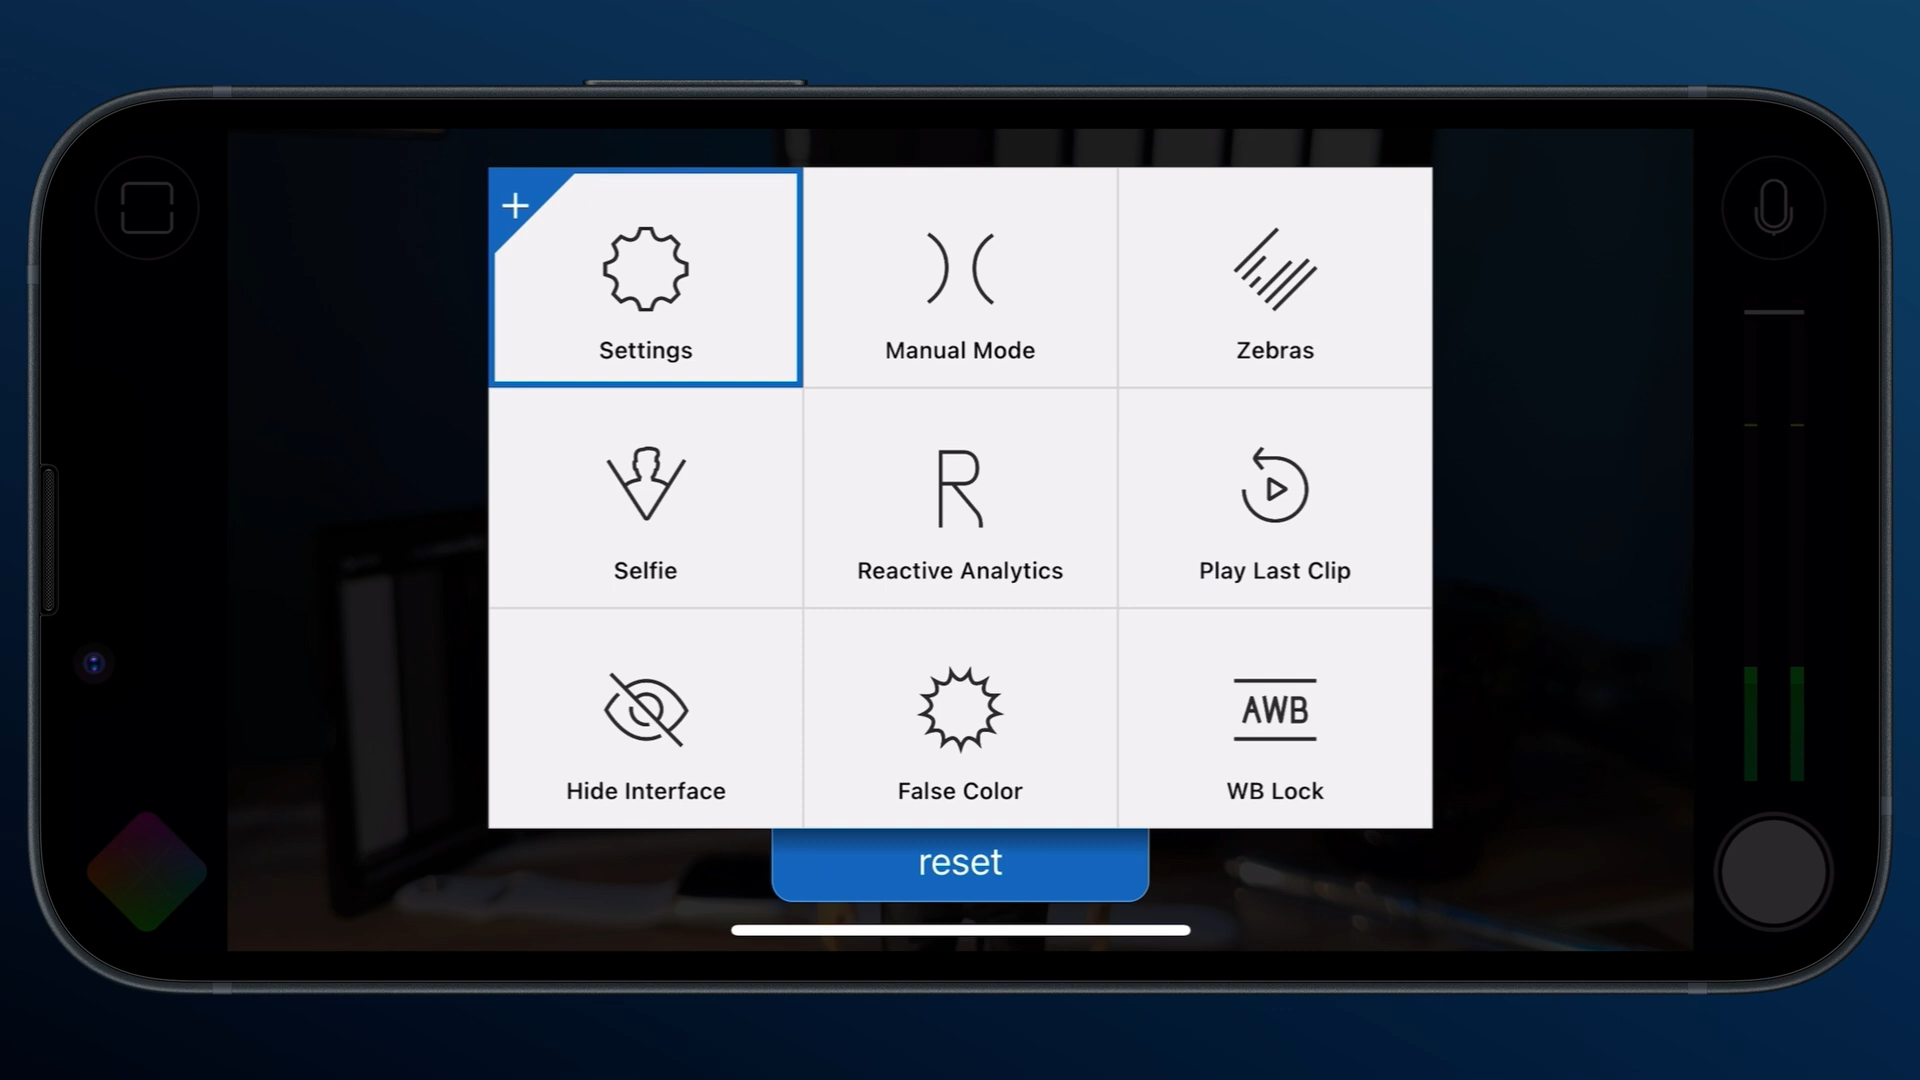 Settings
Manual Mode
Zebras
Selfie
Reactive Analytics
Play Last Clip
Hide Interface
False Color
AWB
WB Lock
reset